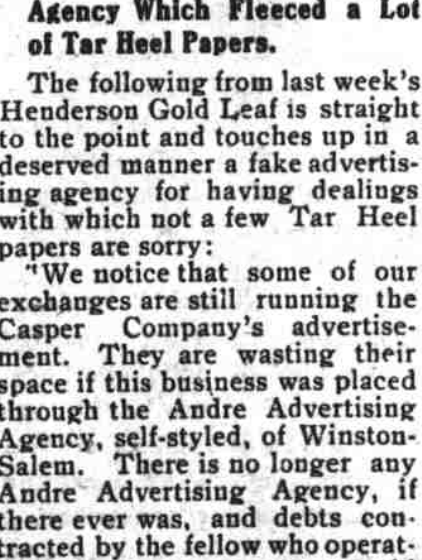 Agency Which Fleeced a Lot
of Tar Heel Papers.
The following from last week's
Henderson Gold Leaf is straight
to the point and touches up in a
deserved manner a fake advertis-
ing agency for having dealings
with which not a few Tar Heel
papers are sorry:
"We notice that some of our
exchanges are still running the
Casper Company's advertise-
ment. They are wasting their
space if this business was placed
through the Andre Advertising
Agency, self-styled, of Winston-
Salem. There is no longer any
Andre Advertising Agency, if
there ever was, and debts con-
tracted by the fellow who operat-